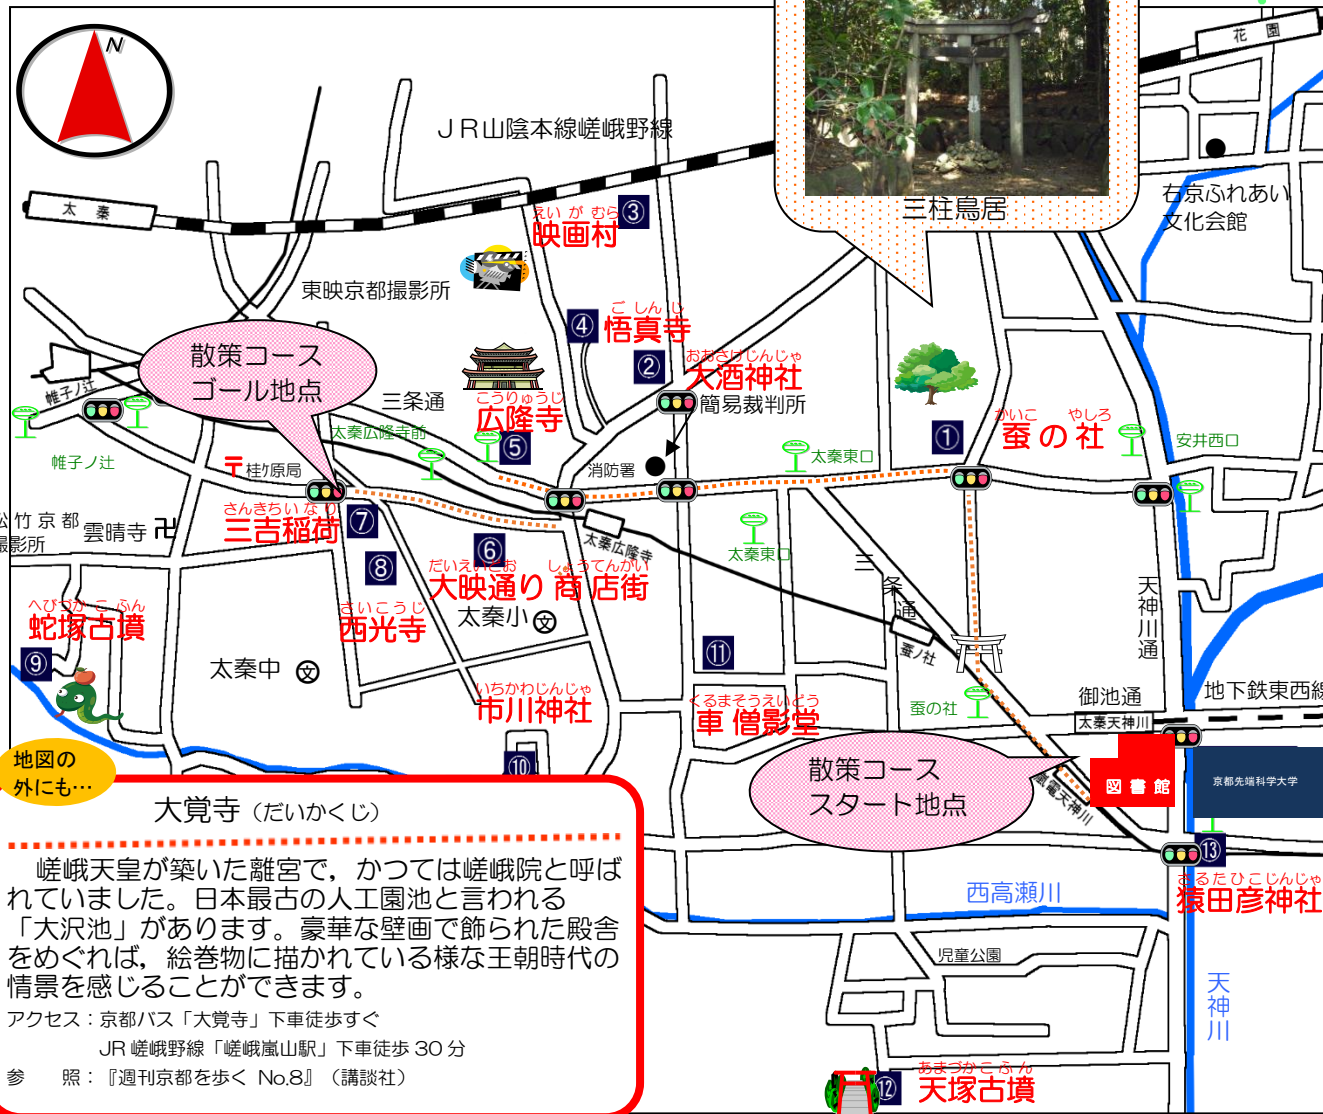 N
花園
JR山陰本線嵯峨野線
三柱鳥居
右京ふれあい
文化会館
太秦
えいがむら
映画村
③
東映京都撮影所
ごしんじ
悟真寺
④
②
おおさけじんじゃ
大酒神社
簡易裁判所
散策コース
ゴール地点
三条通
帷子ノ辻
帷子ノ辻
太秦広隆寺前
こうりゅうじ
広隆寺
⑤
①
かいこ やしろ
蚕の社
安井西口
太秦東口
消防署
〒桂ケ原局
さんきちいなり
三吉稲荷
⑦
松竹京都
撮影所
雲晴寺
卍
太秦広隆寺
太秦東口
⑥
だいえいどお しょうてんがい
大映通り商店街
⑧
さいこうじ
西光寺
太秦小
文
三条通
天神川通
へびづかこふん
蛇塚古墳
⑨
太秦中
文
蚕ノ社
⑪
いちかわじんじゃ
市川神社
⑩
くるまそうえいどう
車僧影堂
蚕の社
御池通
地下鉄東西線
太秦天神川
散策コース
スタート地点
嵐電天神川
図書館
京都先端科学大学
⑬
さるたひこじんじゃ
猿田彦神社
西高瀬川
児童公園
天神川
あまづかこふん
天塚古墳
⑫
地図の
外にも…
大覚寺(だいかくじ)
嵯峨天皇が築いた離宮で,かつては嵯峨院と呼ば
れていました。日本最古の人工園池と言われる
「大沢池」があります。豪華な壁画で飾られた殿舎
をめぐれば,絵巻物に描かれている様な王朝時代の
情景を感じることができます。
アクセス:京都バス「大覚寺」下車徒歩すぐ
JR嵯峨野線「嵯峨嵐山駅」下車徒歩30分
参 照:『週刊京都を歩く No.8』(講談社)